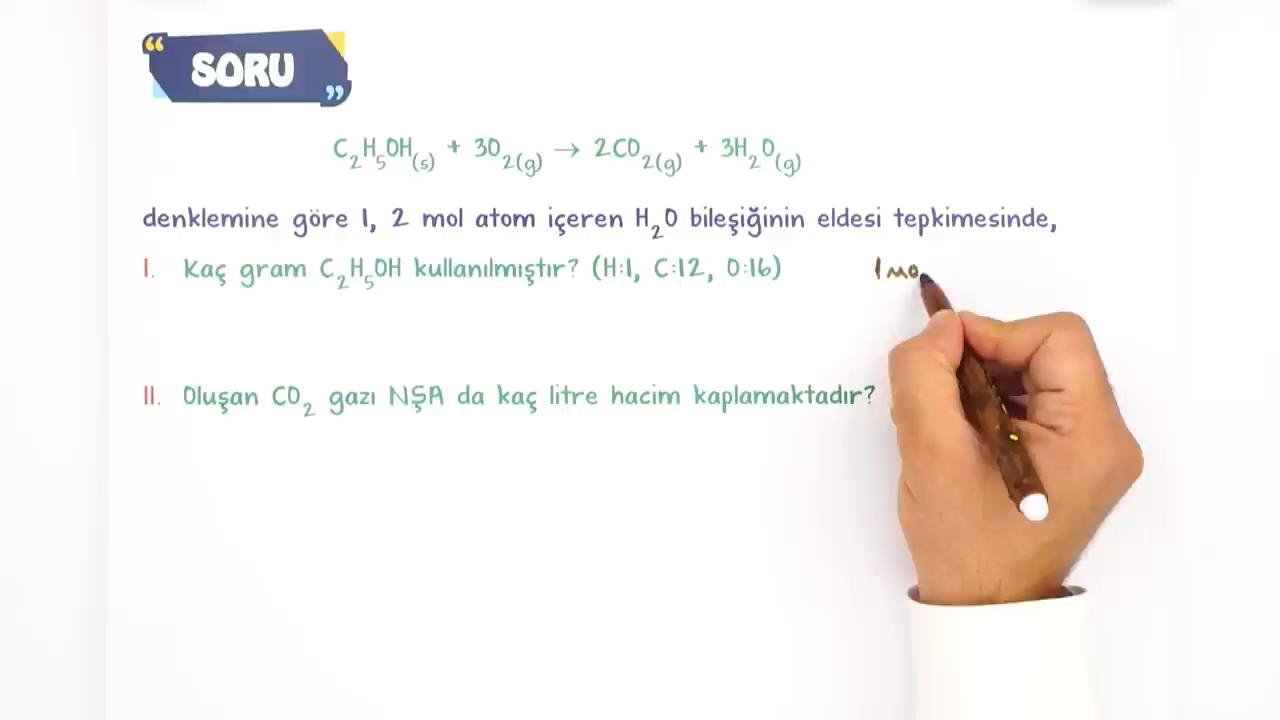 SORU
C₂H₅OH(s) + 3O₂(g) → 2CO₂(g) + 3H₂O(g)
denklemine göre 1, 2 mol atom içeren H₂O bileşiğinin eldesi tepkimesinde,
I. Kaç gram C₂H₅OH kullanılmıştır? (H:1, C:12, O:16) 1 mo
II. Oluşan CO₂ gazı NŞA da kaç litre hacim kaplamaktadır?